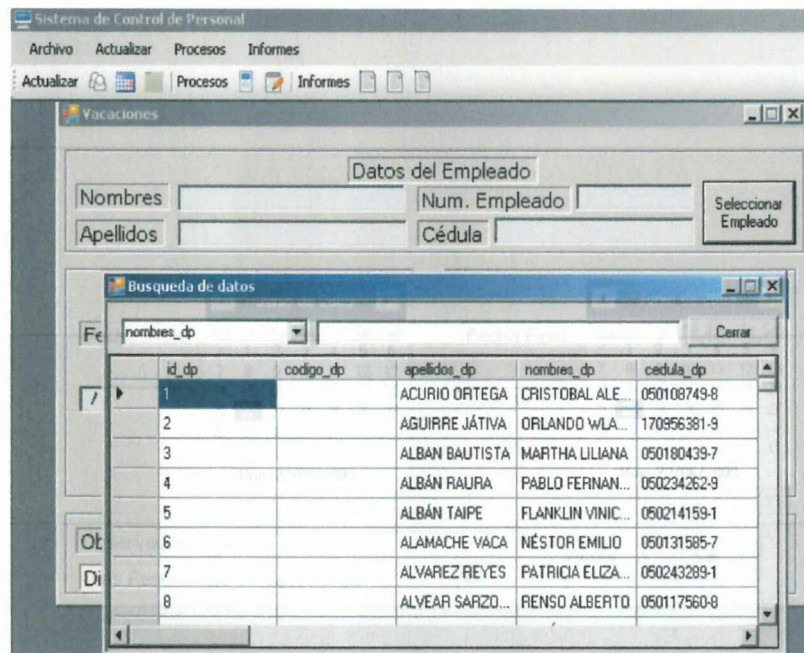 Sistema de Control de Personal
Archivo Actualizar Procesos Informes
Actualizar Procesos Informes
Vacaciones
Datos del Empleado
Nombres Num. Empleado Seleccionar Empleado
Apellidos Cédula
Busqueda de datos
Fe nombres_dp Cerrar
id_dp codigo_dp apellidos_dp nombres_dp cedula_dp
/ 1 ACURIO ORTEGA CRISTOBAL ALE... 050108749-8
2 AGUIRRE JÁTIVA ORLANDO WLA... 170956381-9
3 ALBAN BAUTISTA MARTHA LILIANA 050180439-7
4 ALBÁN RAURA PABLO FERNAN... 050234262-9
5 ALBÁN TAIPE FLANKLIN VINIC... 050214159-1
Ob 6 ALAMACHE VACA NÉSTOR EMILIO 050131585-7
Di 7 ALVAREZ REYES PATRICIA ELIZA... 050243289-1
8 ALVEAR SARZO... RENSO ALBERTO 050117560-8